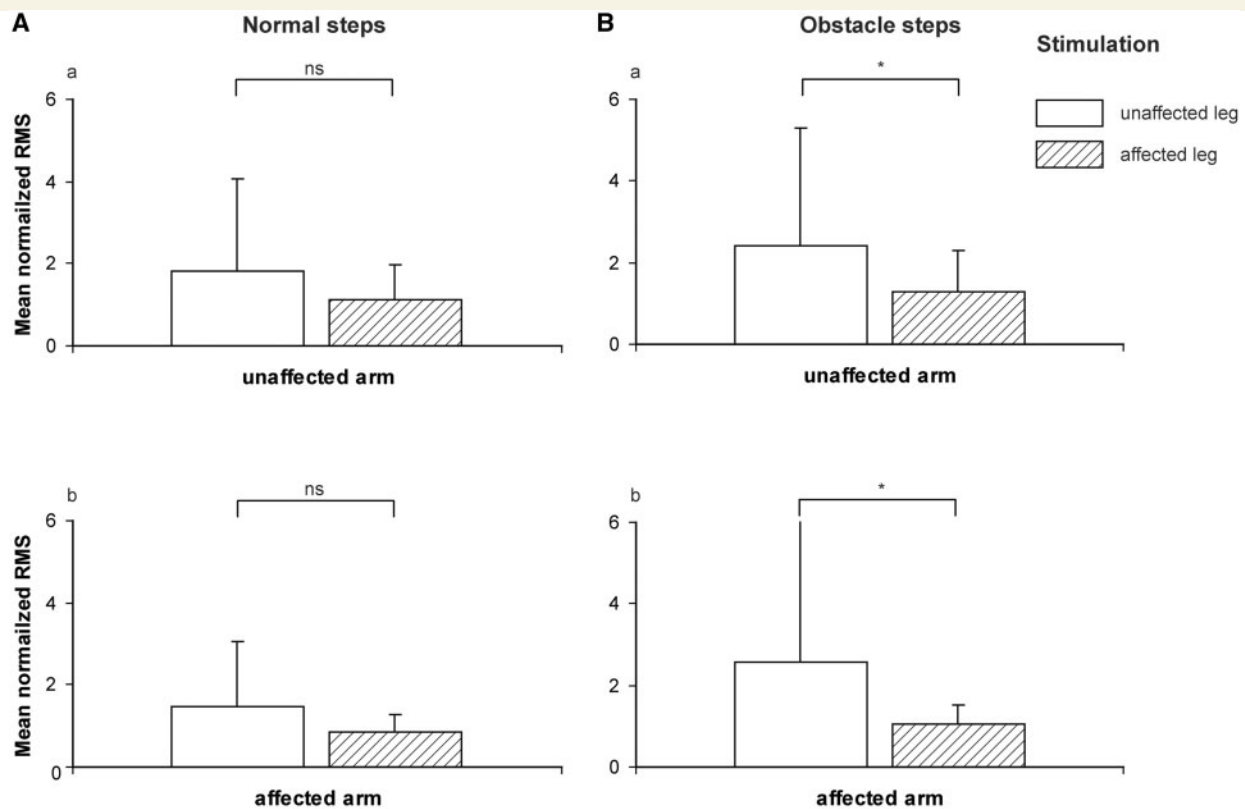 A
Normal steps
B
Obstacle steps
Stimulation
unaffected leg
affected leg
a
ns
6
4
2
0
Mean normailzed RMS
unaffected arm
a
*
6
4
2
0
unaffected arm
b
ns
6
4
2
0
Mean normailzed RMS
affected arm
b
*
6
4
2
0
affected arm